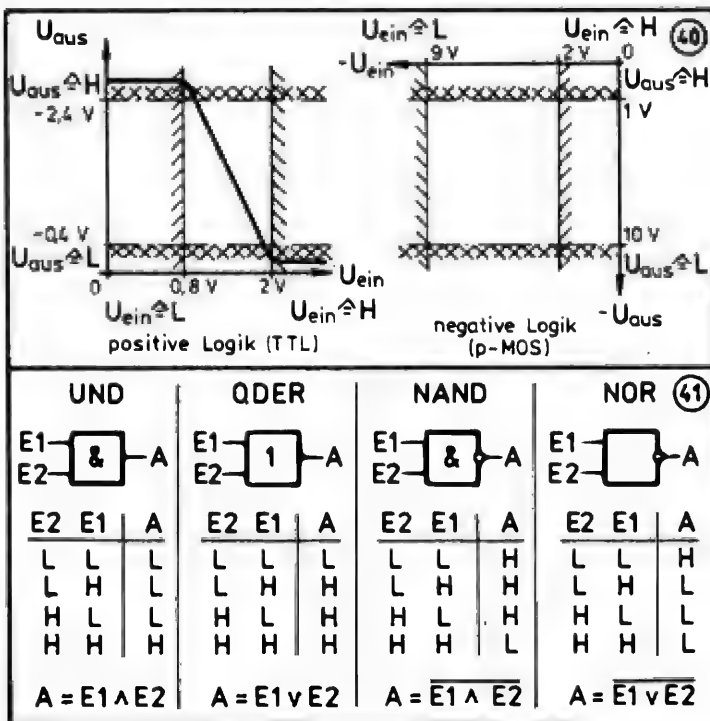 U_aus
U_aus ≙ H
-2,4 V
-0,4 V
U_aus ≙ L
0
0,8 V
2 V
U_ein
U_ein ≙ L
U_ein ≙ H
positive Logik (TTL)
U_ein ≙ L
U_ein ≙ H
40
-U_ein
9 V
2 V
0
U_aus ≙ H
1 V
10 V
U_aus ≙ L
-U_aus
negative Logik
(p-MOS)
UND
ODER
NAND
NOR
41
E1
E2
&
A
E1
E2
1
A
E1
E2
&
A
E1
E2
A
E2 E1 A
L L L
L H L
H L L
H H H
A = E1 ∧ E2
E2 E1 A
L L L
L H H
H L H
H H H
A = E1 ∨ E2
E2 E1 A
L L H
L H H
H L H
H H L
A = \overline{E1 ∧ E2}
E2 E1 A
L L H
L H L
H L L
H H L
A = \overline{E1 ∨ E2}